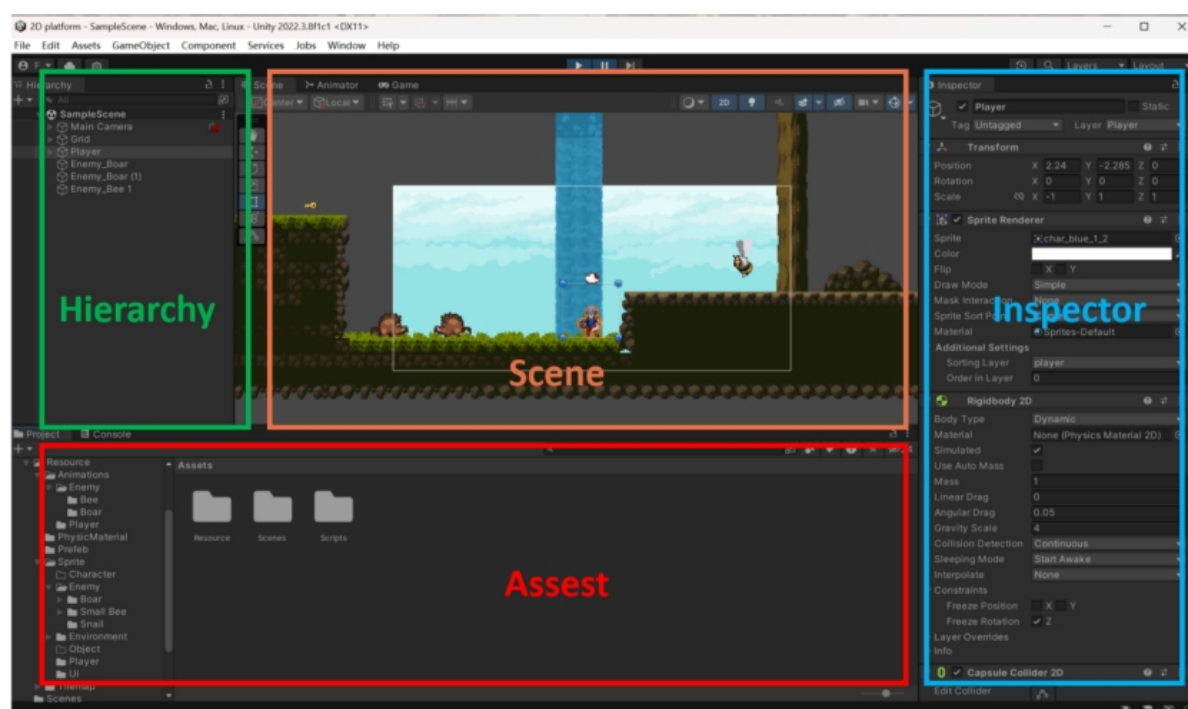 2D platform - SampleScene - Windows, Mac, Linux - Unity 2022.3.8f1c1 <DX11>
File Edit Assets GameObject Component Services Jobs Window Help
Layers Layout
Hierarchy
All
SampleScene
Main Camera
Grid
Player
Enemy_Boar
Enemy_Boar (1)
Enemy_Bee 1
Hierarchy
Scene Animator Game
Center Local 2D
Scene
Inspector
Player Static
Tag Untagged Layer Player
Transform
Position X 2.24 Y -2.285 Z 0
Rotation X 0 Y 0 Z 0
Scale X -1 Y 1 Z 1
Sprite Renderer
Sprite char_blue_1_2
Color
Flip X Y
Draw Mode Simple
Mask Interaction None
Sprite Sort
Inspector
Material Sprites-Default
Additional Settings
Sorting Layer player
Order in Layer 0
Rigidbody 2D
Body Type Dynamic
Material None (Physics Material 2D)
Simulated
Use Auto Mass
Mass 1
Linear Drag 0
Angular Drag 0.05
Gravity Scale 4
Collision Detection Continuous
Sleeping Mode Start Awake
Interpolate None
Constraints
Freeze Position X Y
Freeze Rotation Z
Layer Overrides
Info
Capsule Collider 2D
Edit Collider
Project Console
Resource
Animations
Enemy
Bee
Boar
Player
PhysicMaterial
Prefeb
Sprite
Character
Enemy
Boar
Small Bee
Snail
Environment
Object
Player
UI
Tilemap
Scenes
Assets
Resource Scenes Scripts
Assest